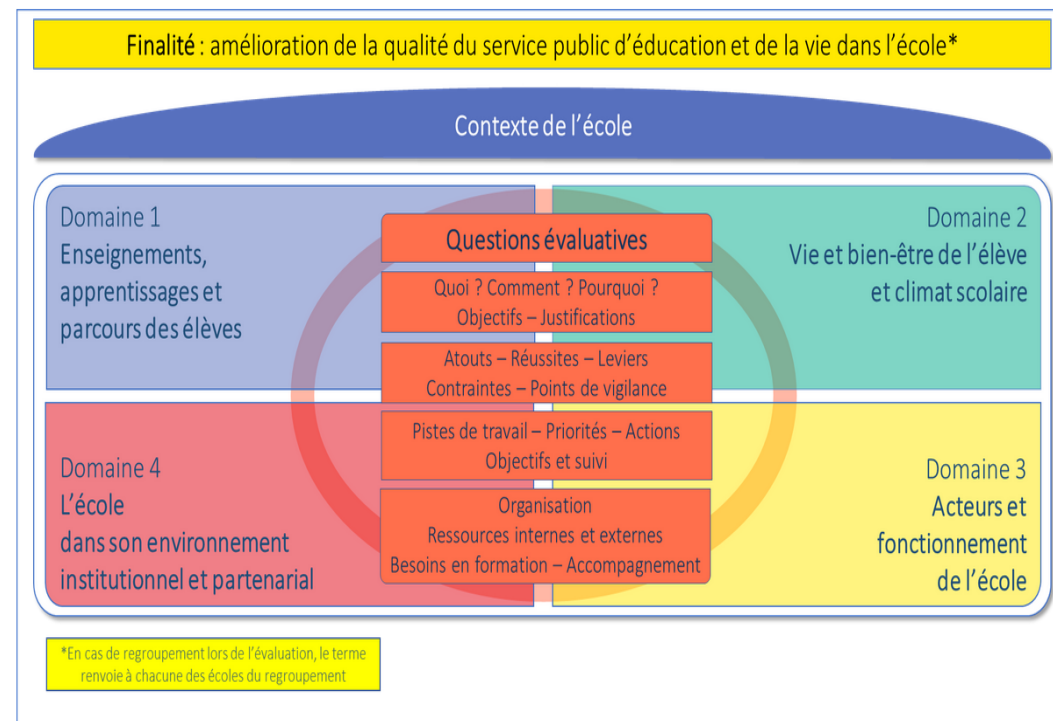 Finalité : amélioration de la qualité du service public d’éducation et de la vie dans l’école*
Contexte de l’école
Domaine 1
Enseignements,
apprentissages et
parcours des élèves
Domaine 2
Vie et bien-être de l’élève
et climat scolaire
Questions évaluatives
Quoi ? Comment ? Pourquoi ?
Objectifs – Justifications
Atouts – Réussites – Leviers
Contraintes – Points de vigilance
Pistes de travail – Priorités – Actions
Objectifs et suivi
Organisation
Ressources internes et externes
Besoins en formation – Accompagnement
Domaine 4
L’école
dans son environnement
institutionnel et partenarial
Domaine 3
Acteurs et
fonctionnement
de l’école
*En cas de regroupement lors de l’évaluation, le terme
renvoie à chacune des écoles du regroupement